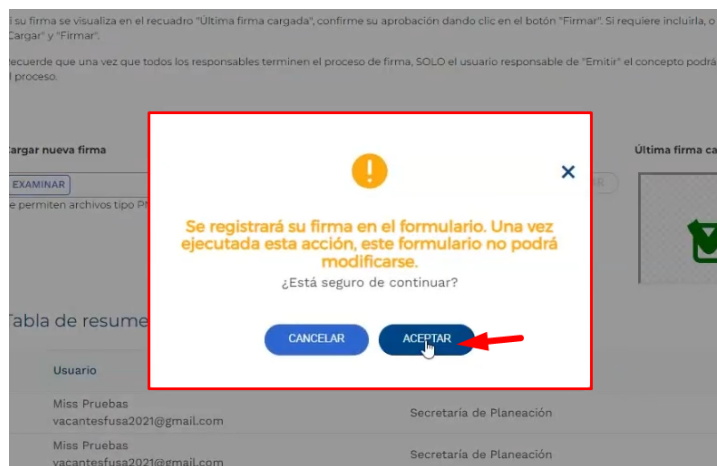 i su firma se visualiza en el recuadro "Última firma cargada", confirme su aprobación dando clic en el botón "Firmar". Si requiere incluirla, o
Cargar" y "Firmar".
ecuerde que una vez que todos los responsables terminen el proceso de firma, SOLO el usuario responsable de "Emitir" el concepto podrá
l proceso.
argar nueva firma
Última firma ca
EXAMINAR
e permiten archivos tipo PN
Se registrará su firma en el formulario. Una vez
ejecutada esta acción, este formulario no podrá
modificarse.
¿Está seguro de continuar?
CANCELAR
ACEPTAR
Tabla de resume
Usuario
Miss Pruebas
vacantesfusa2021@gmail.com
Secretaría de Planeación
Miss Pruebas
vacantesfusa2021@gmail.com
Secretaría de Planeación